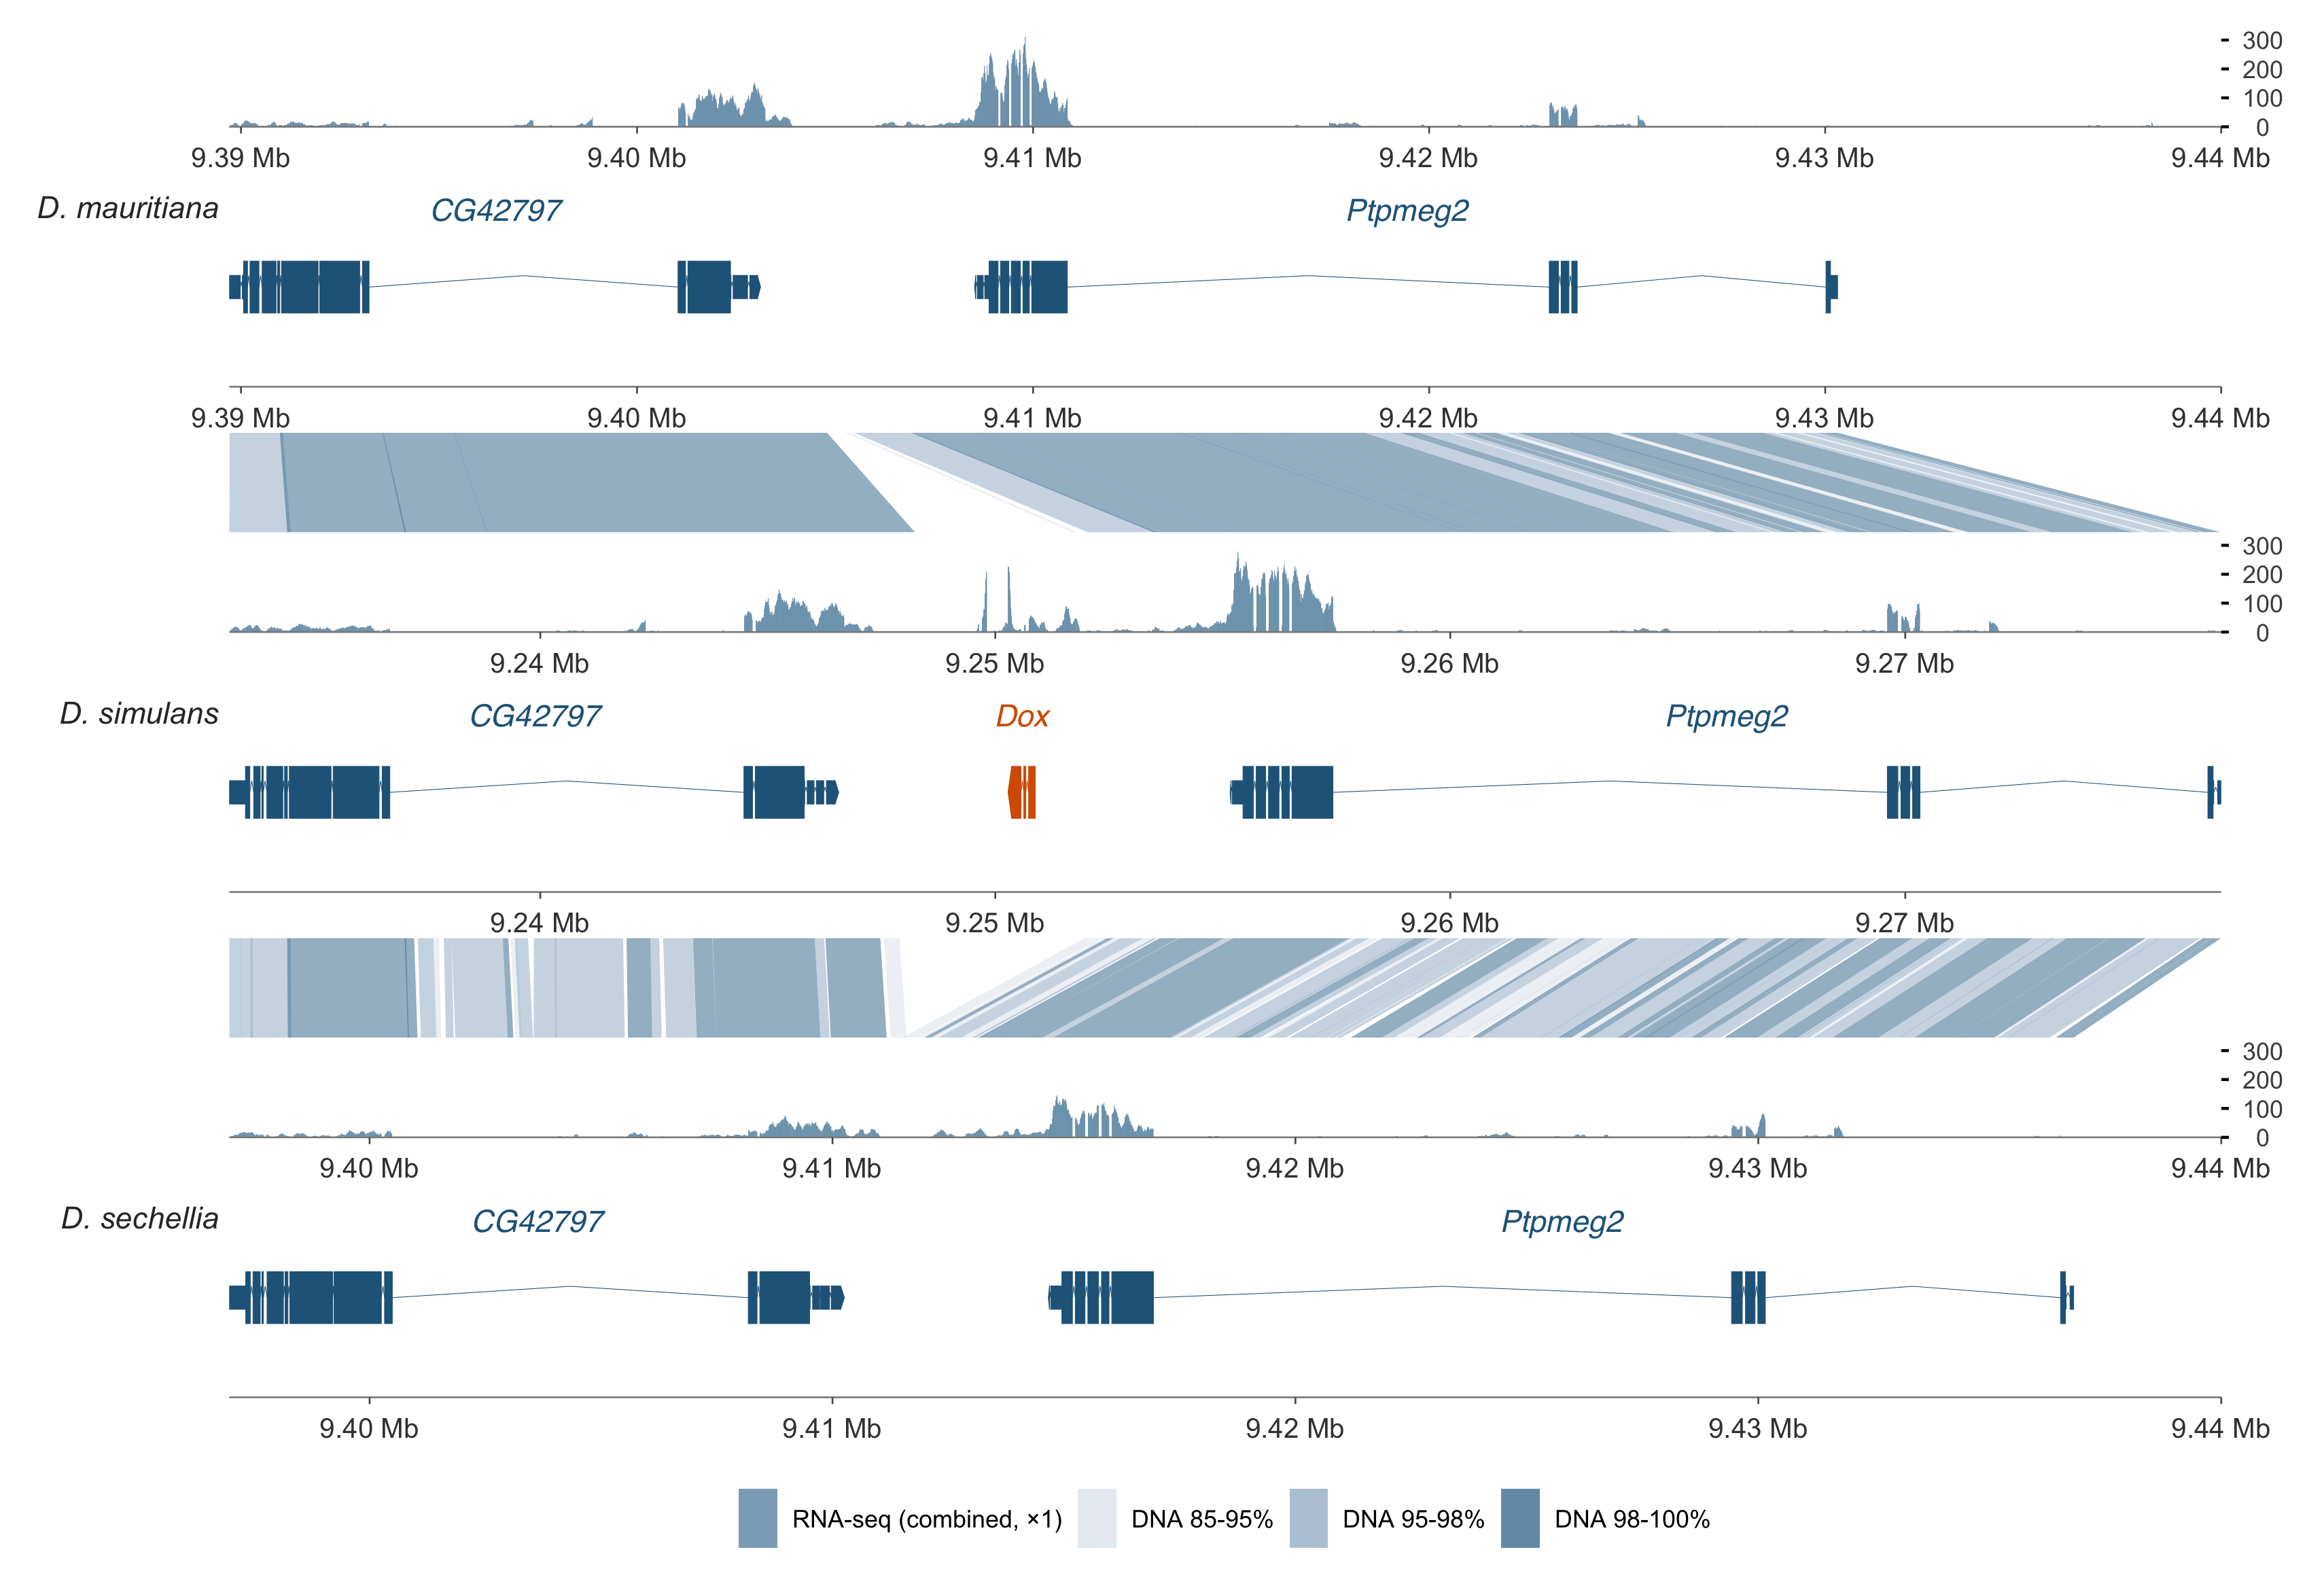 300
200
100
0
9.39 Mb 9.40 Mb 9.41 Mb 9.42 Mb 9.43 Mb 9.44 Mb
D. mauritiana CG42797 Ptpmeg2
9.39 Mb 9.40 Mb 9.41 Mb 9.42 Mb 9.43 Mb 9.44 Mb
300
200
100
0
9.24 Mb 9.25 Mb 9.26 Mb 9.27 Mb
D. simulans CG42797 Dox Ptpmeg2
9.24 Mb 9.25 Mb 9.26 Mb 9.27 Mb
300
200
100
0
9.40 Mb 9.41 Mb 9.42 Mb 9.43 Mb 9.44 Mb
D. sechellia CG42797 Ptpmeg2
9.40 Mb 9.41 Mb 9.42 Mb 9.43 Mb 9.44 Mb
RNA-seq (combined, ×1) DNA 85-95% DNA 95-98% DNA 98-100%